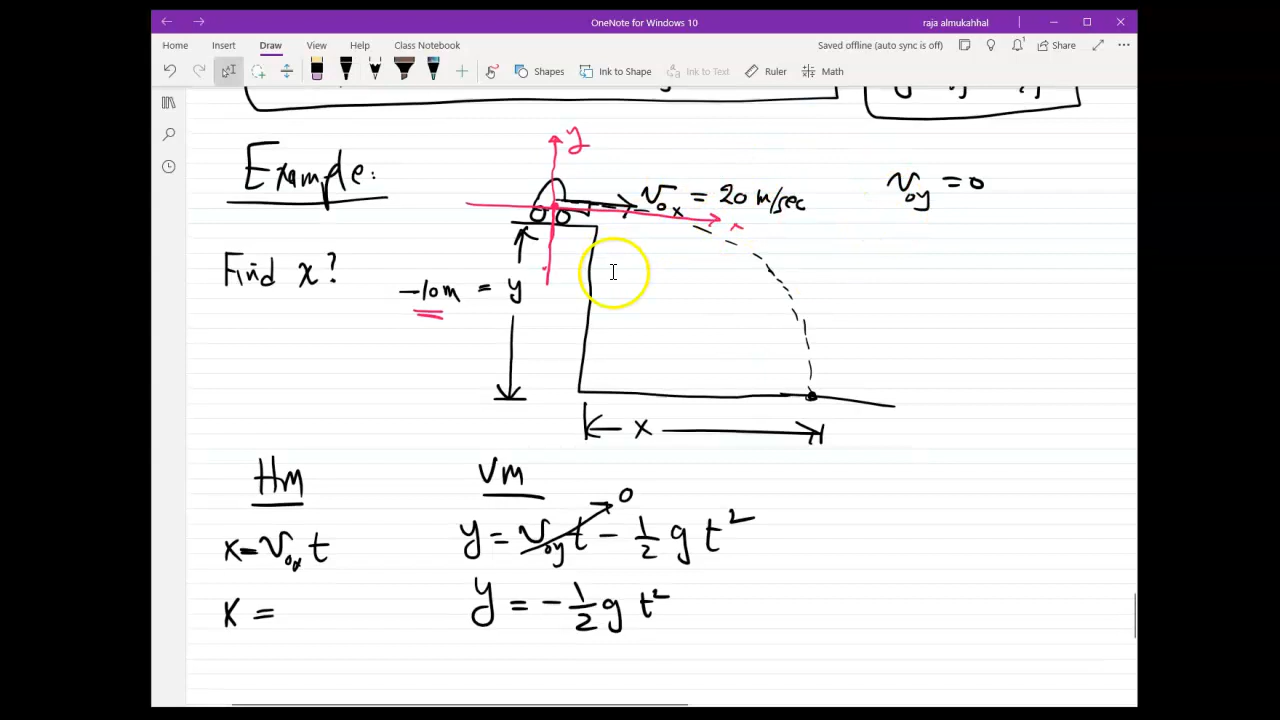 OneNote for Windows 10
raja almukahhal
Home Insert Draw View Help Class Notebook
Saved offline (auto sync is off)
Share
Shapes
Ink to Shape
Ink to Text
Ruler
Math
y
Example:
v₀ₓ = 20 m/sec
v₀y = 0
Find x?
-10m = y
x
Hm
Vm
0
x = v₀ₓ t
y = v₀y t - 1/2 g t²
x =
y = - 1/2 g t²